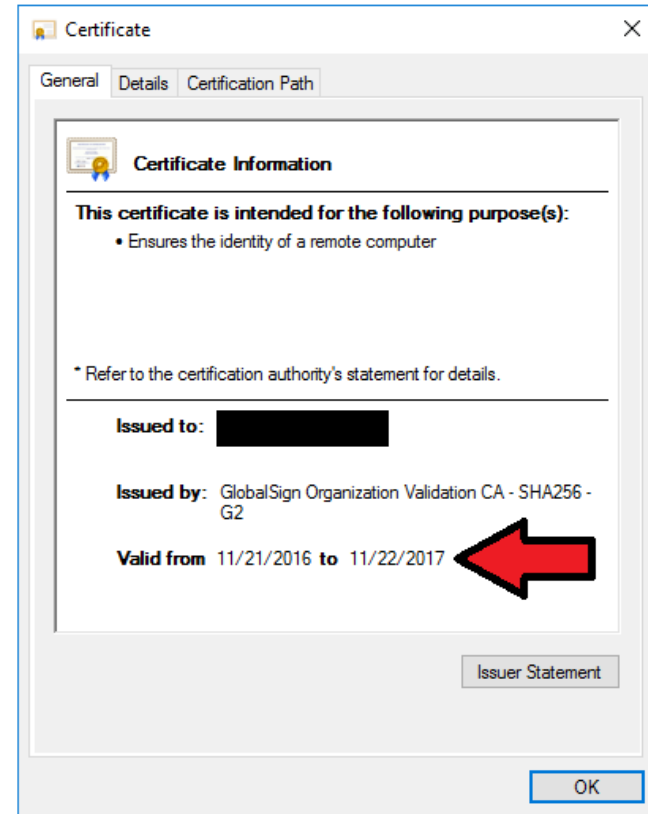 Certificate
General Details Certification Path
Certificate Information
This certificate is intended for the following purpose(s):
• Ensures the identity of a remote computer
* Refer to the certification authority's statement for details.
Issued to:
Issued by: GlobalSign Organization Validation CA - SHA256 -
G2
Valid from 11/21/2016 to 11/22/2017
Issuer Statement
OK